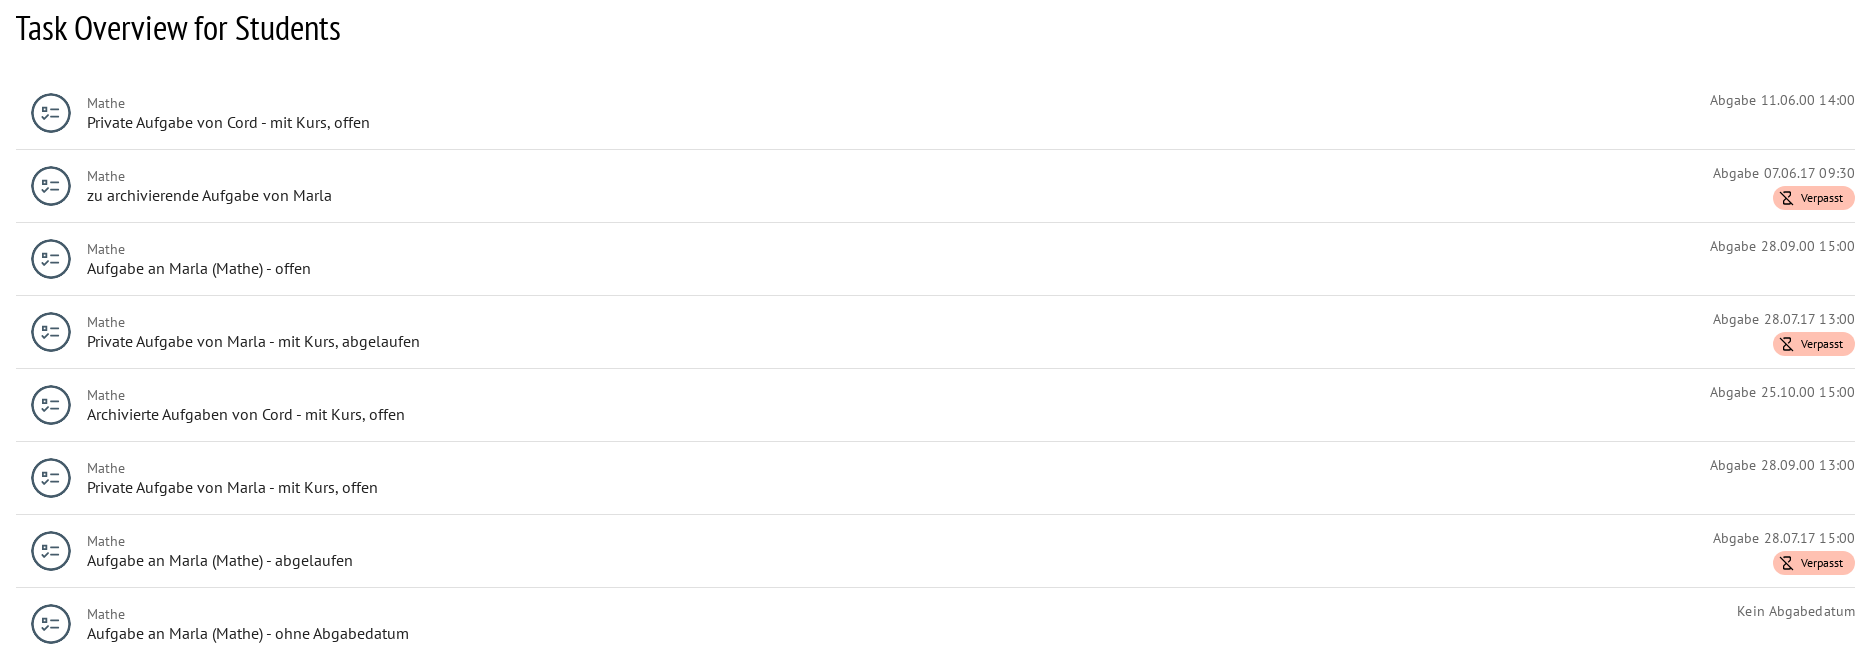 Task Overview for Students
Mathe
Abgabe 11.06.00 14:00
Private Aufgabe von Cord - mit Kurs, offen
Mathe
Abgabe 07.06.17 09:30
zu archivierende Aufgabe von Marla
Verpasst
Mathe
Abgabe 28.09.00 15:00
Aufgabe an Marla (Mathe) - offen
Mathe
Abgabe 28.07.17 13:00
Private Aufgabe von Marla - mit Kurs, abgelaufen
Verpasst
Mathe
Abgabe 25.10.00 15:00
Archivierte Aufgaben von Cord - mit Kurs, offen
Mathe
Abgabe 28.09.00 13:00
Private Aufgabe von Marla - mit Kurs, offen
Mathe
Abgabe 28.07.17 15:00
Aufgabe an Marla (Mathe) - abgelaufen
Verpasst
Mathe
Kein Abgabedatum
Aufgabe an Marla (Mathe) - ohne Abgabedatum